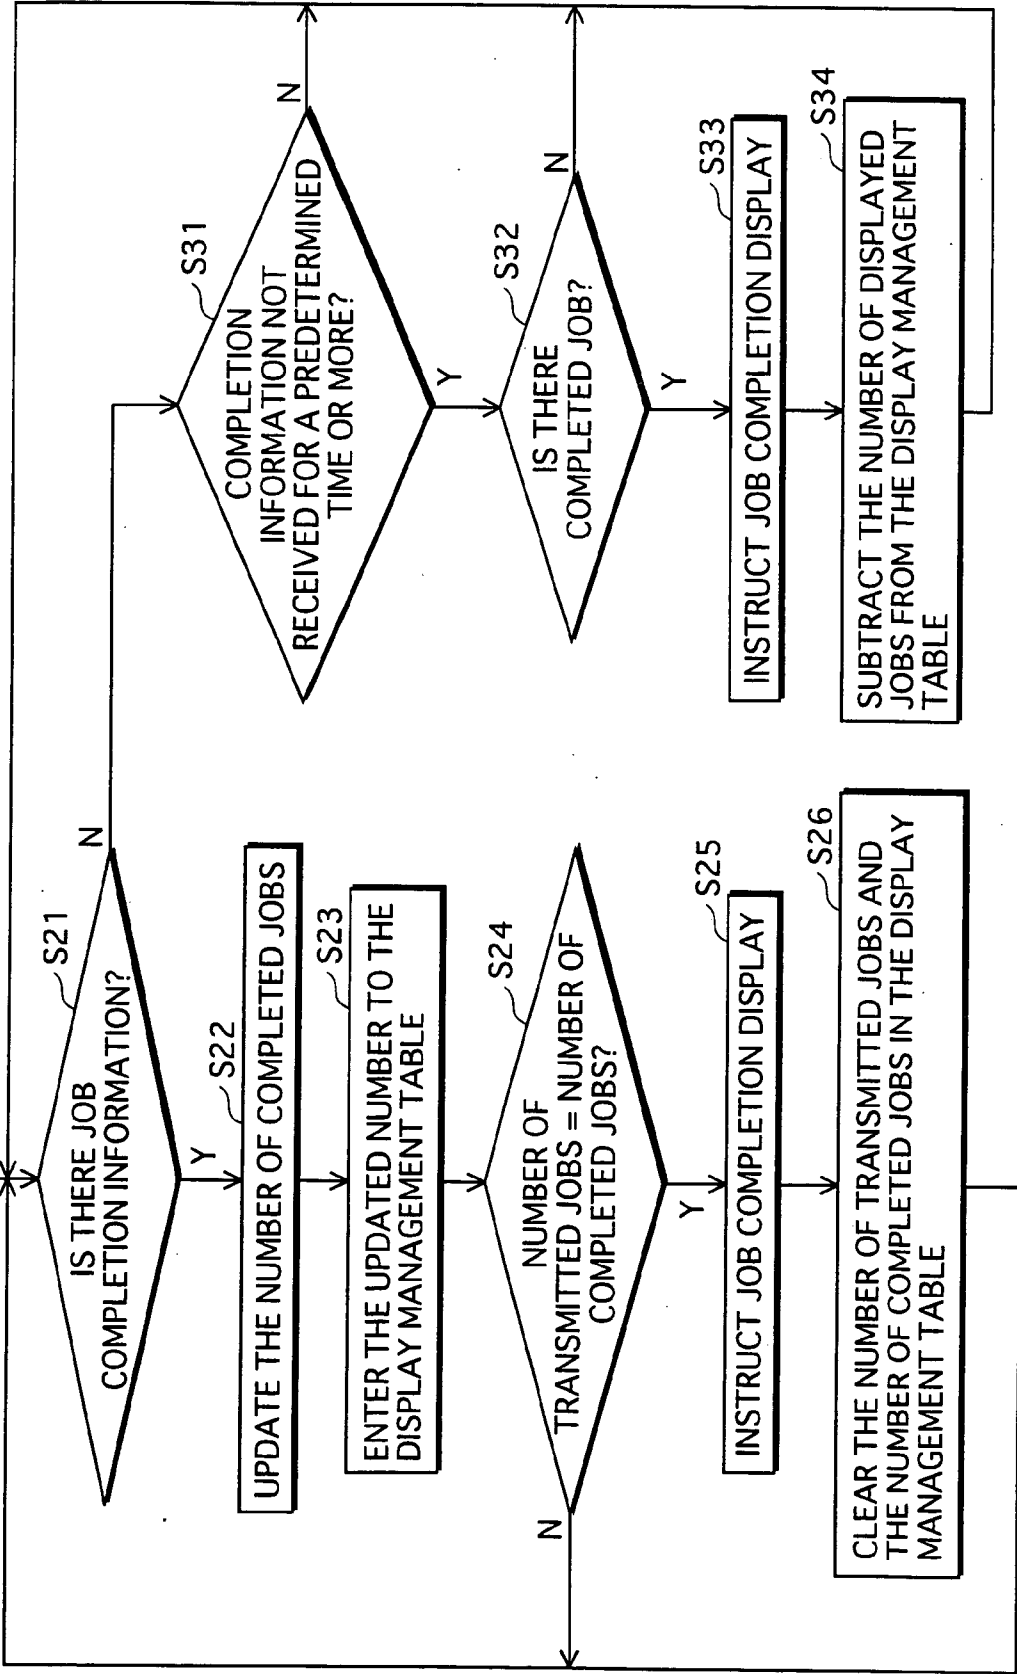 S21
IS THERE JOB
COMPLETION INFORMATION?
N
Y
S22
UPDATE THE NUMBER OF COMPLETED JOBS
S23
ENTER THE UPDATED NUMBER TO THE
DISPLAY MANAGEMENT TABLE
S24
NUMBER OF
TRANSMITTED JOBS = NUMBER OF
COMPLETED JOBS?
N
Y
S25
INSTRUCT JOB COMPLETION DISPLAY
S26
CLEAR THE NUMBER OF TRANSMITTED JOBS AND
THE NUMBER OF COMPLETED JOBS IN THE DISPLAY
MANAGEMENT TABLE
S31
COMPLETION
INFORMATION NOT
RECEIVED FOR A PREDETERMINED
TIME OR MORE?
N
Y
S32
IS THERE
COMPLETED JOB?
N
Y
S33
INSTRUCT JOB COMPLETION DISPLAY
S34
SUBTRACT THE NUMBER OF DISPLAYED
JOBS FROM THE DISPLAY MANAGEMENT
TABLE